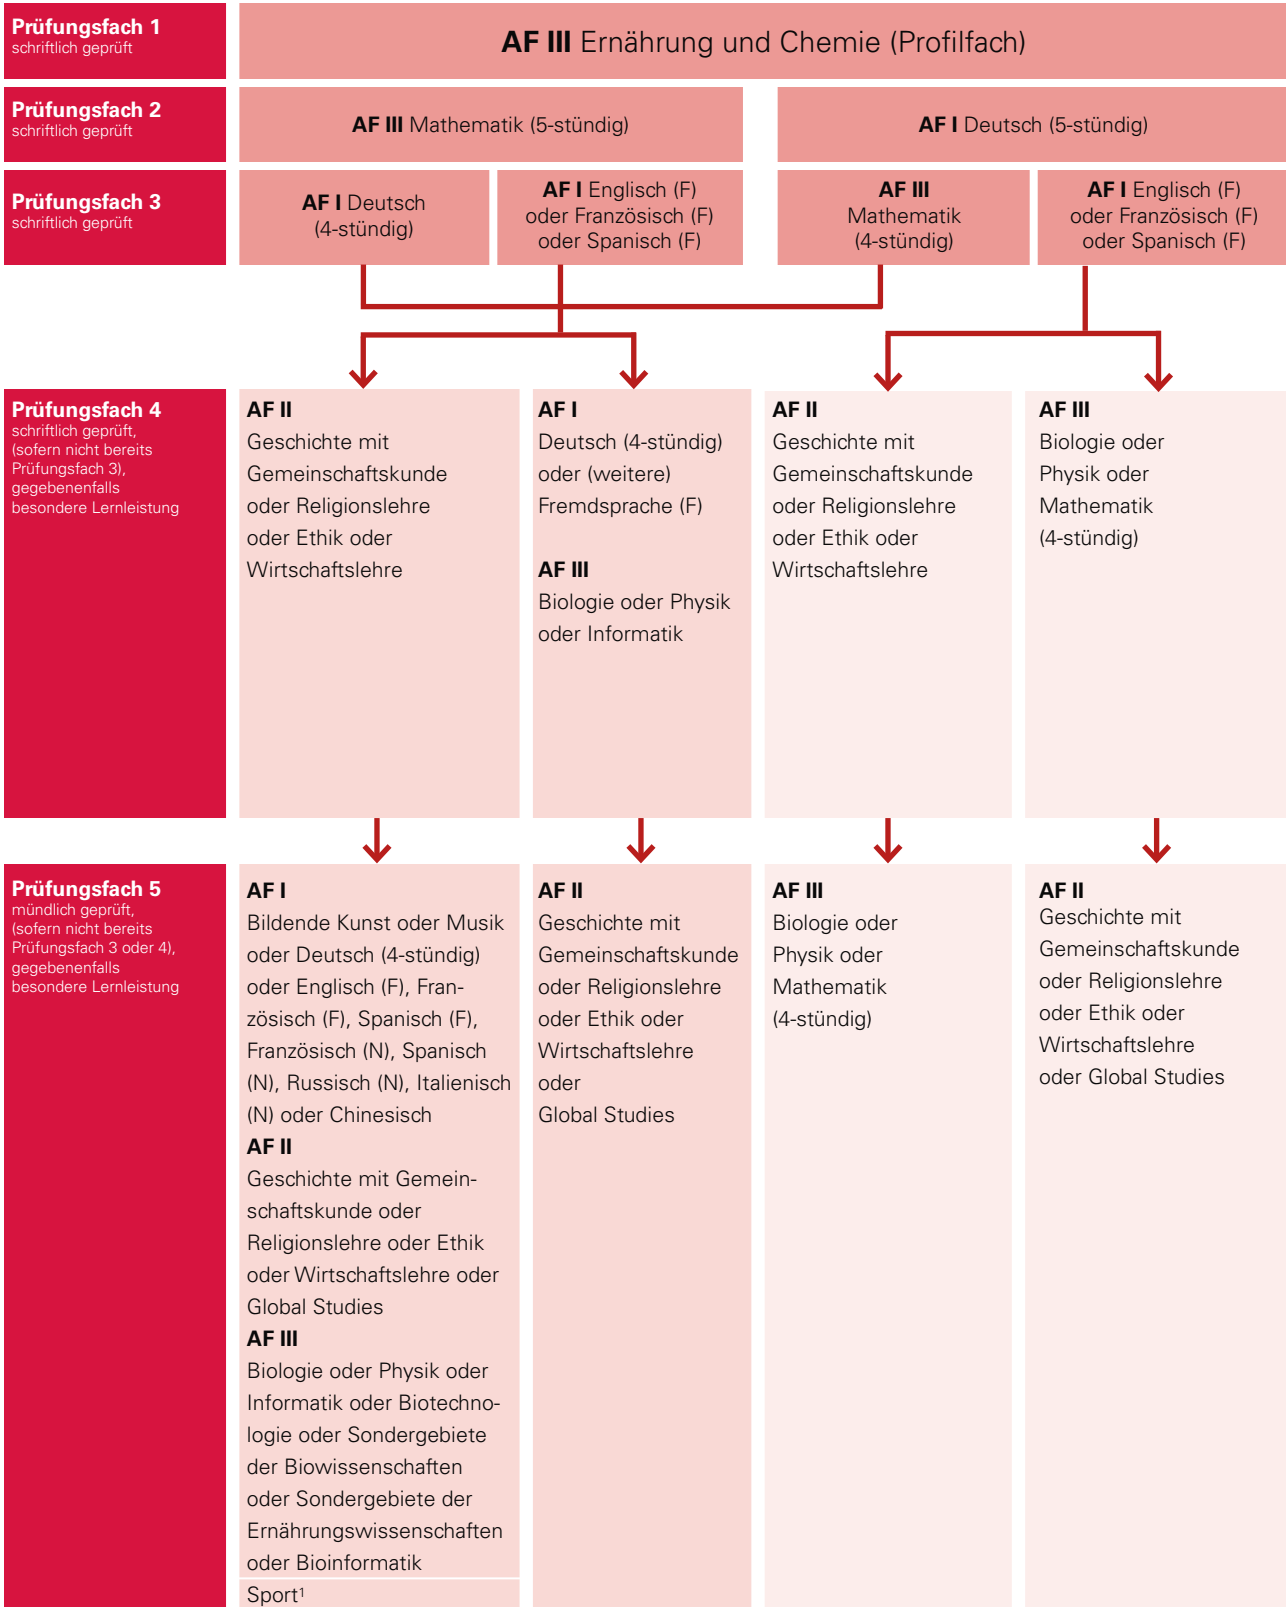 Prüfungsfach 1
schriftlich geprüft
AF III Ernährung und Chemie (Profilfach)
Prüfungsfach 2
schriftlich geprüft
AF III Mathematik (5-stündig)
AF I Deutsch (5-stündig)
Prüfungsfach 3
schriftlich geprüft
AF I Deutsch
(4-stündig)
AF I Englisch (F)
oder Französisch (F)
oder Spanisch (F)
AF III
Mathematik
(4-stündig)
AF I Englisch (F)
oder Französisch (F)
oder Spanisch (F)
Prüfungsfach 4
schriftlich geprüft,
(sofern nicht bereits
Prüfungsfach 3),
gegebenenfalls
besondere Lernleistung
AF II
Geschichte mit
Gemeinschaftskunde
oder Religionslehre
oder Ethik oder
Wirtschaftslehre
AF I
Deutsch (4-stündig)
oder (weitere)
Fremdsprache (F)
AF III
Biologie oder Physik
oder Informatik
AF II
Geschichte mit
Gemeinschaftskunde
oder Religionslehre
oder Ethik oder
Wirtschaftslehre
AF III
Biologie oder
Physik oder
Mathematik
(4-stündig)
Prüfungsfach 5
mündlich geprüft,
(sofern nicht bereits
Prüfungsfach 3 oder 4),
gegebenenfalls
besondere Lernleistung
AF I
Bildende Kunst oder Musik
oder Deutsch (4-stündig)
oder Englisch (F), Fran-
zösisch (F), Spanisch (F),
Französisch (N), Spanisch
(N), Russisch (N), Italienisch
(N) oder Chinesisch
AF II
Geschichte mit Gemein-
schaftskunde oder
Religionslehre oder Ethik
oder Wirtschaftslehre oder
Global Studies
AF III
Biologie oder Physik oder
Informatik oder Biotechno-
logie oder Sondergebiete
der Biowissenschaften
oder Sondergebiete der
Ernährungswissenschaften
oder Bioinformatik
Sport¹
AF II
Geschichte mit
Gemeinschaftskunde
oder Religionslehre
oder Ethik oder
Wirtschaftslehre
oder
Global Studies
AF III
Biologie oder
Physik oder
Mathematik
(4-stündig)
AF II
Geschichte mit
Gemeinschaftskunde
oder Religionslehre
oder Ethik oder
Wirtschaftslehre
oder Global Studies